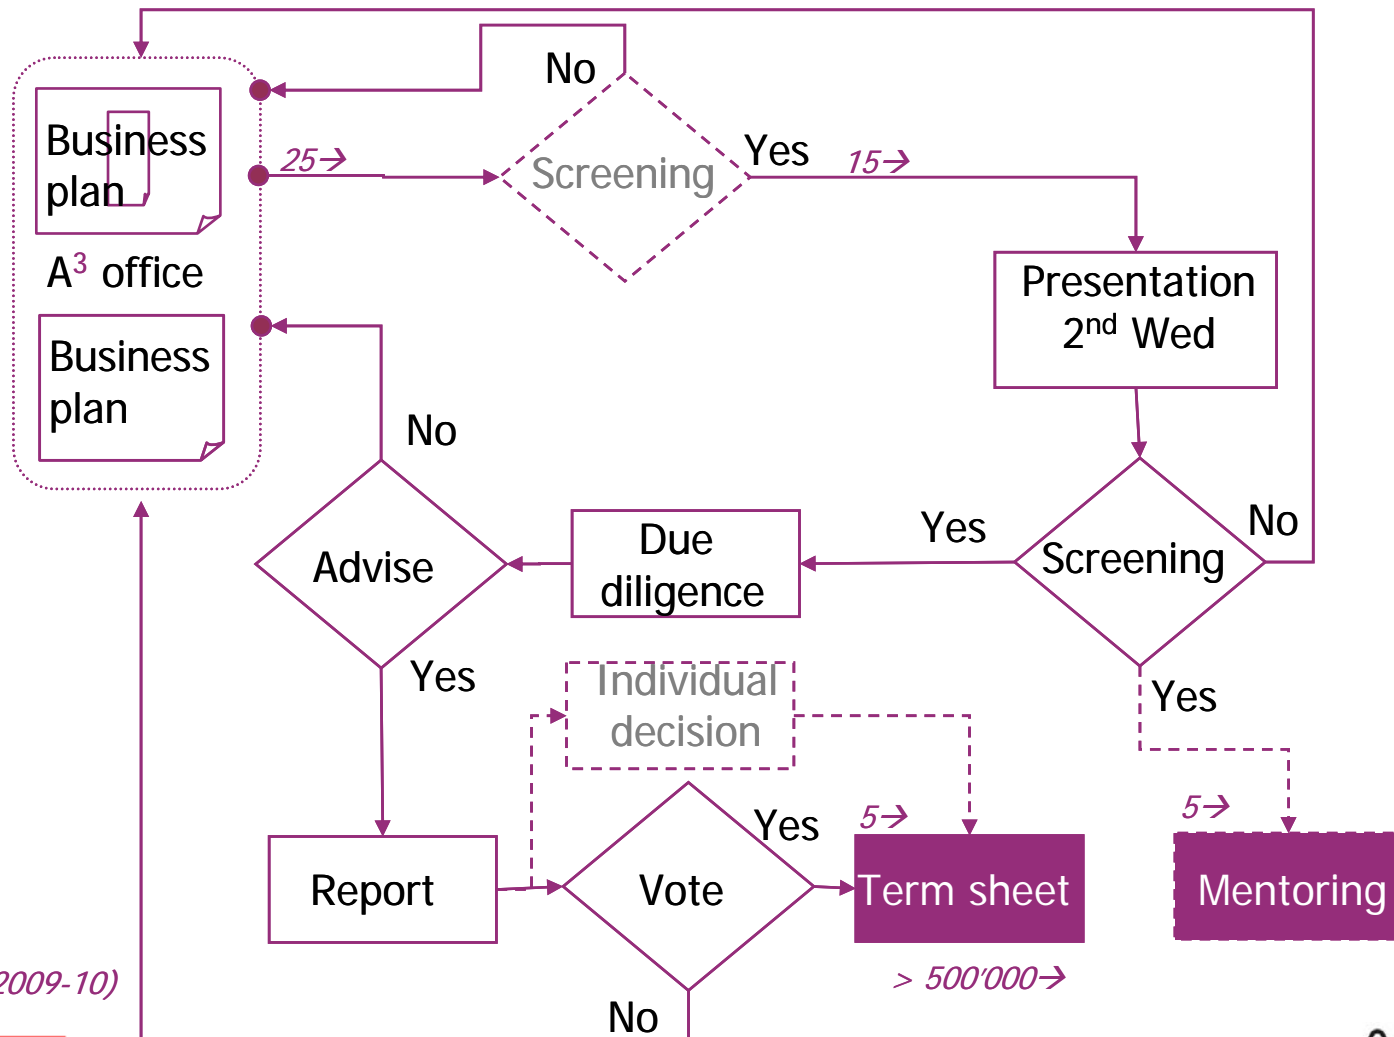 No
Business
plan
25→
Screening
Yes
15→
A³ office
Presentation
2nd Wed
Business
plan
No
Advise
Due
diligence
Yes
Screening
No
Yes
Individual
decision
Yes
Report
Vote
Yes
5→
Term sheet
5→
Mentoring
2009-10)
> 500'000→
No